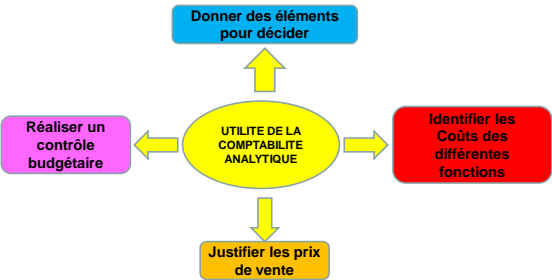 Donner des éléments
pour décider
Réaliser un
contrôle
budgétaire
UTILITE DE LA
COMPTABILITE
ANALYTIQUE
Identifier les
Coûts des
différentes
fonctions
Justifier les prix
de vente